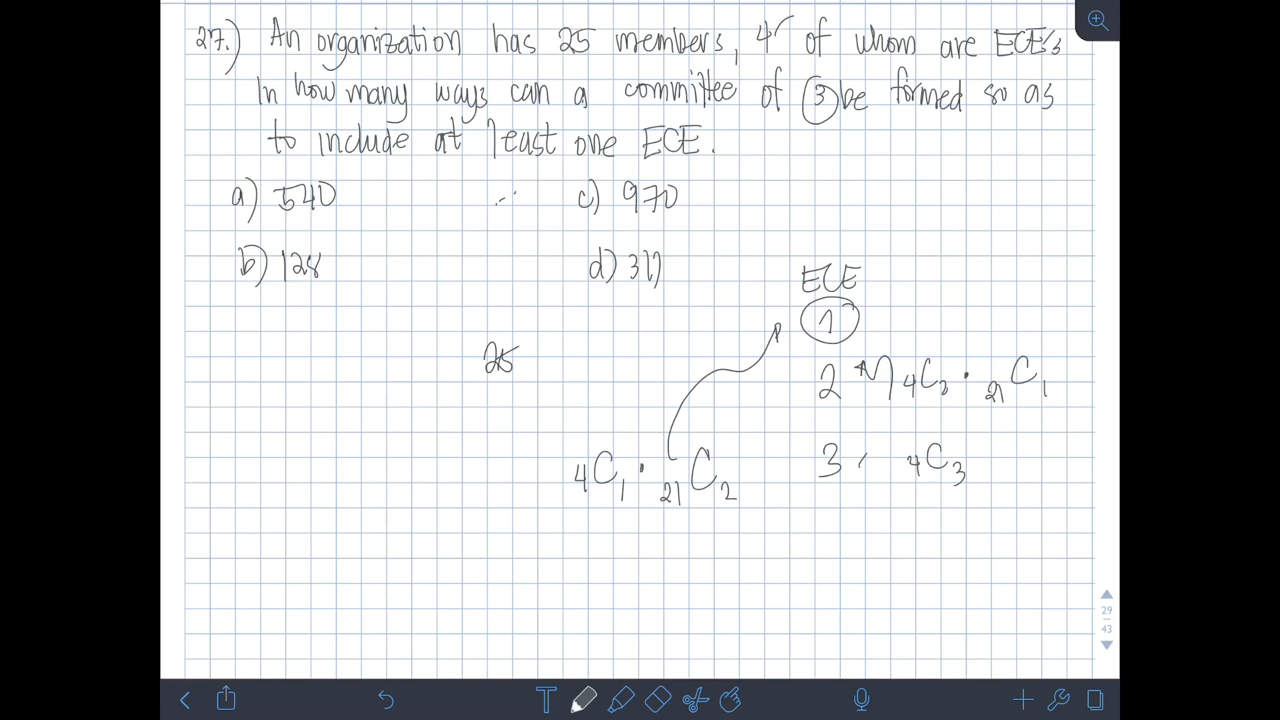 27.) An organization has 25 members, 4 of whom are ECE's
In how many ways can a committee of 3 be formed so as
to include at least one ECE.
a) 540
c) 970
b) 128
d)
ECE
1
25
2 4C2 · 21C1
4C1 · 21C2
3 4C3
29
43
T